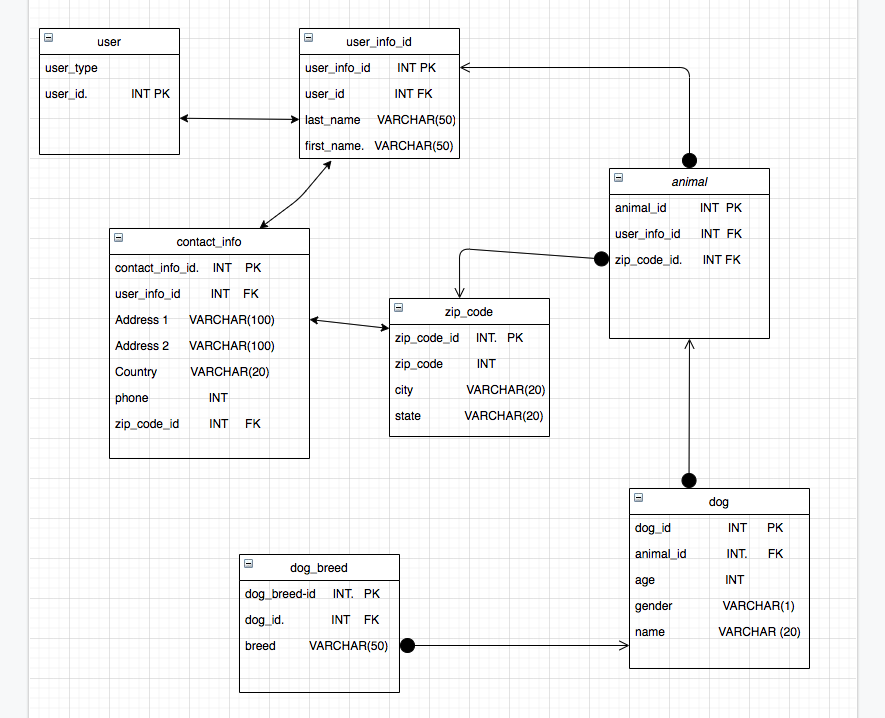 user
user_type
user_id. INT PK
user_info_id
user_info_id INT PK
user_id INT FK
last_name VARCHAR(50)
first_name. VARCHAR(50)
animal
animal_id INT PK
user_info_id INT FK
zip_code_id. INT FK
contact_info
contact_info_id. INT PK
user_info_id INT FK
Address 1 VARCHAR(100)
Address 2 VARCHAR(100)
Country VARCHAR(20)
phone INT
zip_code_id INT FK
zip_code
zip_code_id INT. PK
zip_code INT
city VARCHAR(20)
state VARCHAR(20)
dog
dog_id INT PK
animal_id INT. FK
age INT
gender VARCHAR(1)
name VARCHAR (20)
dog_breed
dog_breed-id INT. PK
dog_id. INT FK
breed VARCHAR(50)